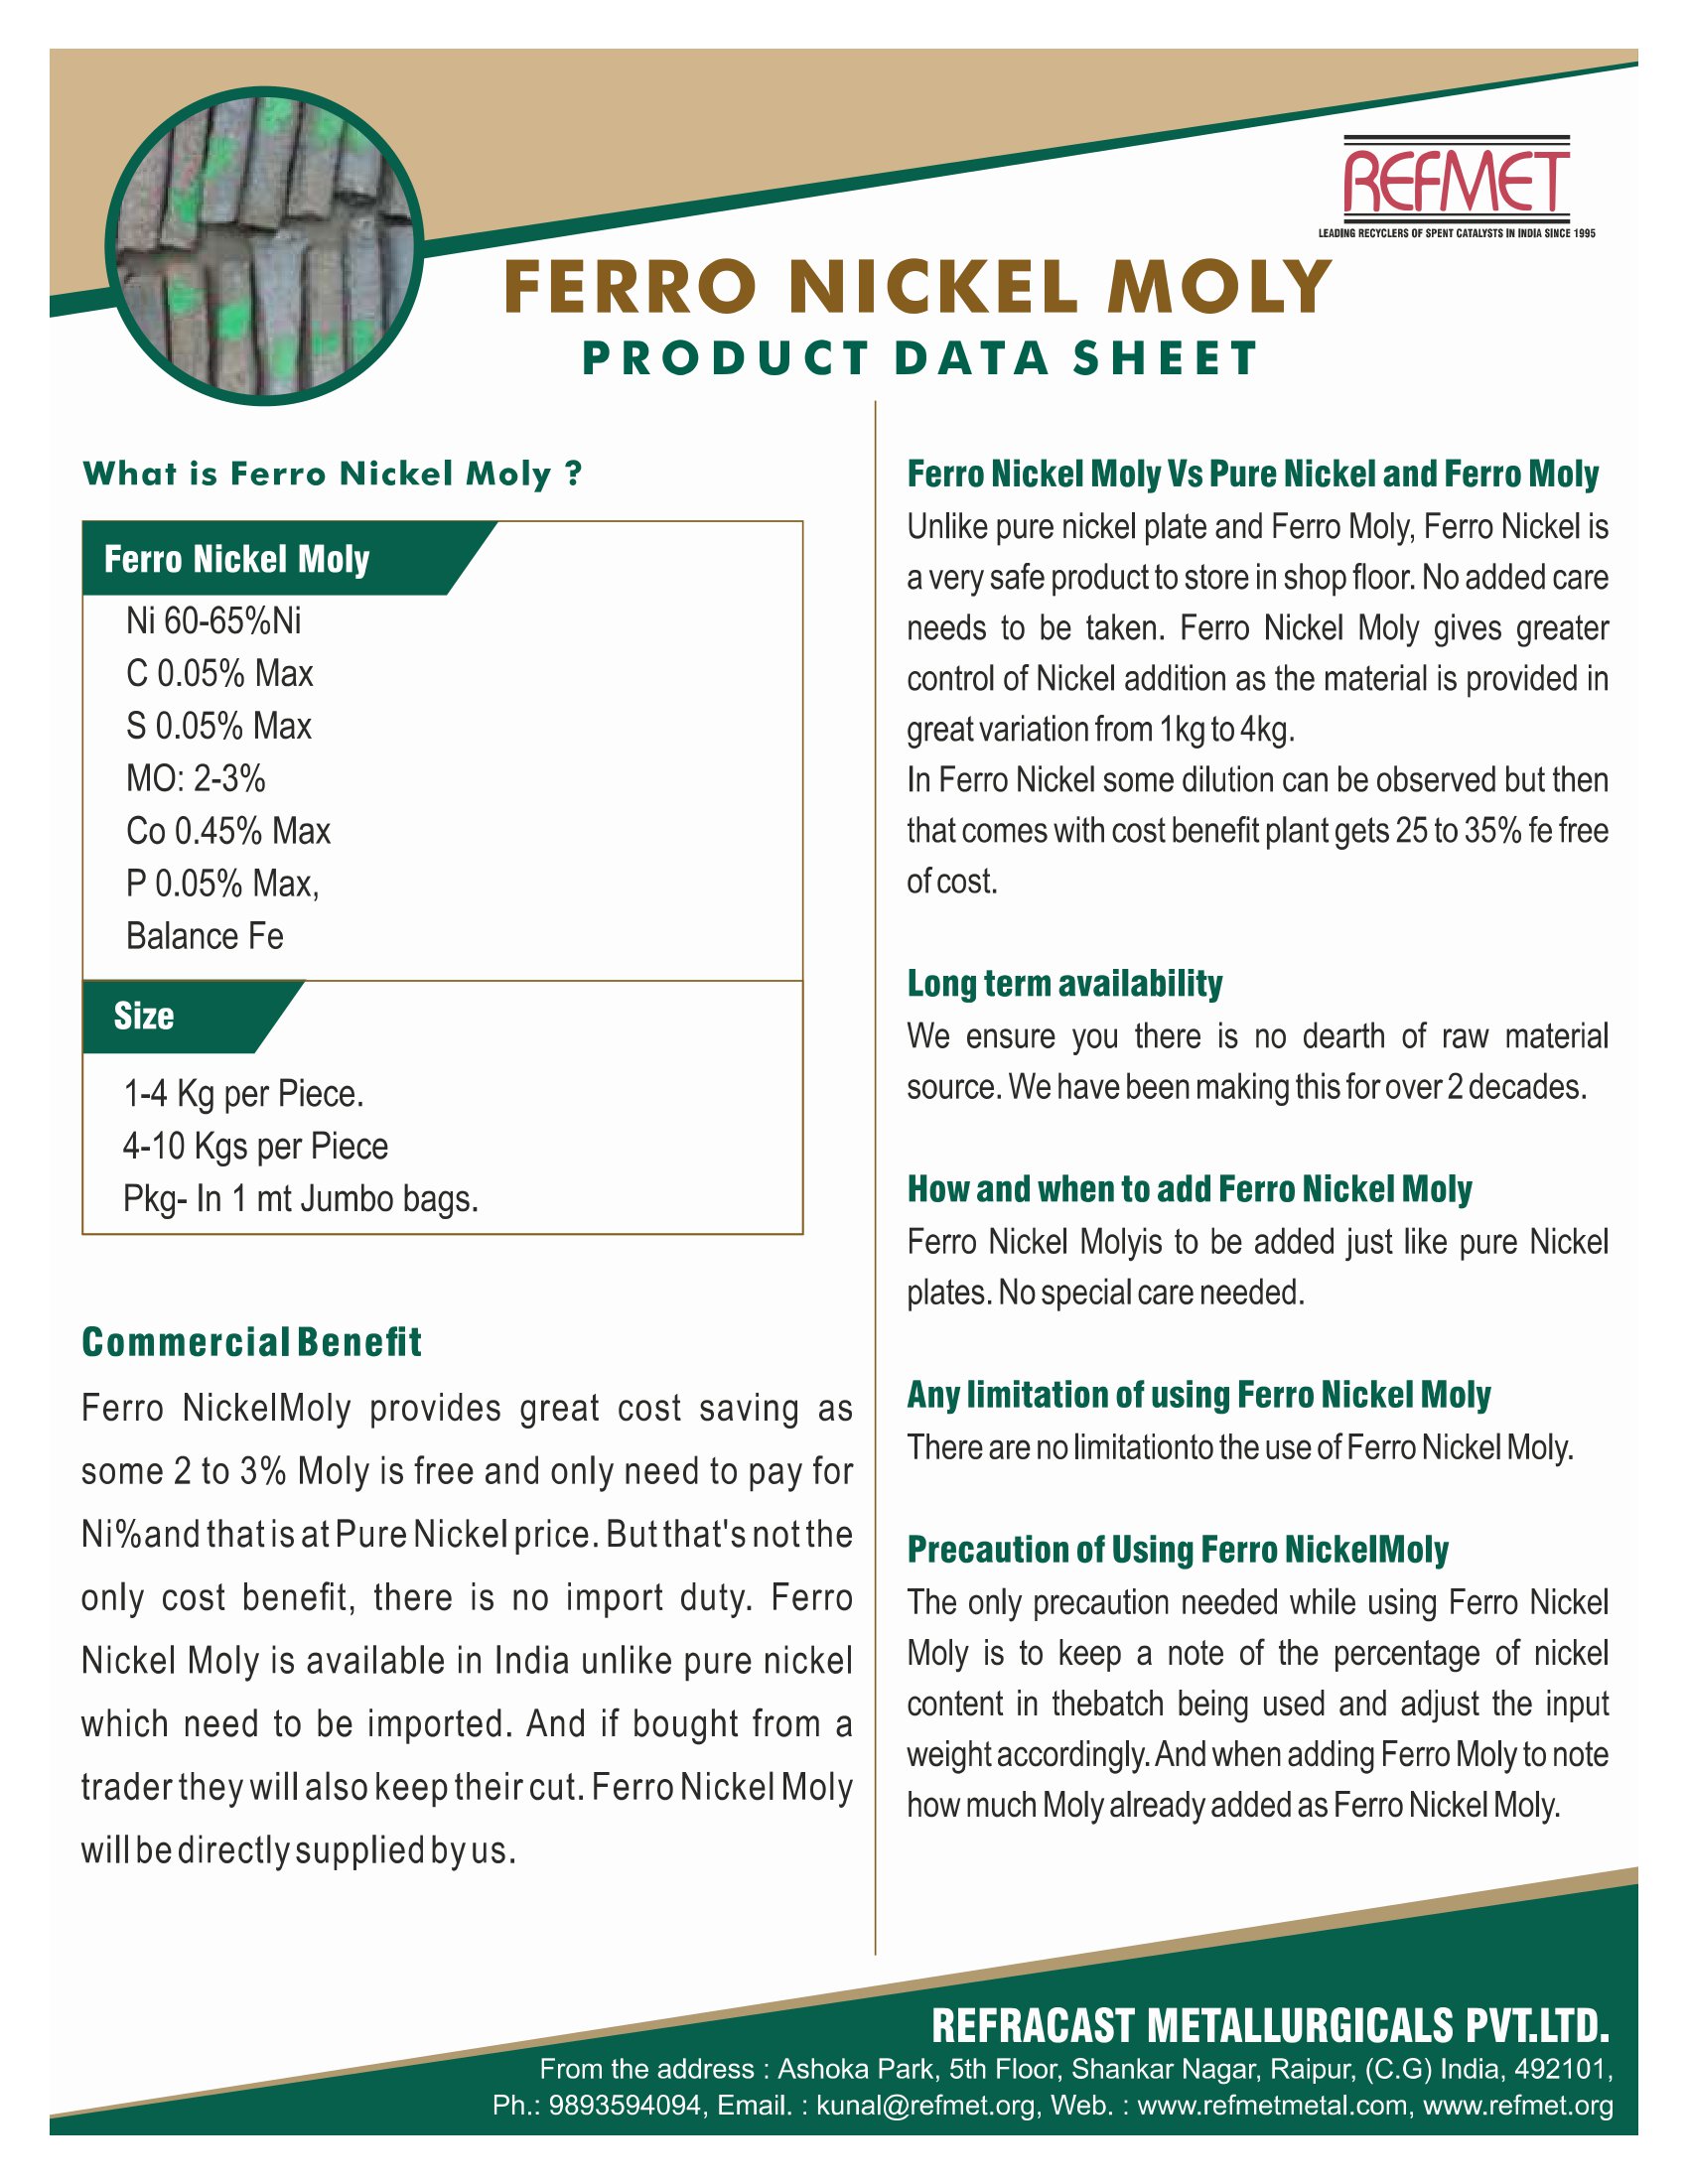 REFMET
LEADING RECYCLERS OF SPENT CATALYSTS IN INDIA SINCE 1995
FERRO NICKEL MOLY
PRODUCT DATA SHEET
What is Ferro Nickel Moly ?
Ferro Nickel Moly
Ni 60-65%Ni
C 0.05% Max
S 0.05% Max
MO: 2-3%
Co 0.45% Max
P 0.05% Max,
Balance Fe
Size
1-4 Kg per Piece.
4-10 Kgs per Piece
Pkg- In 1 mt Jumbo bags.
Commercial Benefit
Ferro NickelMoly provides great cost saving as
some 2 to 3% Moly is free and only need to pay for
Ni% and that is at Pure Nickel price. But that's not the
only cost benefit, there is no import duty. Ferro
Nickel Moly is available in India unlike pure nickel
which need to be imported. And if bought from a
trader they will also keep their cut. Ferro Nickel Moly
will be directly supplied by us.
Ferro Nickel Moly Vs Pure Nickel and Ferro Moly
Unlike pure nickel plate and Ferro Moly, Ferro Nickel is
a very safe product to store in shop floor. No added care
needs to be taken. Ferro Nickel Moly gives greater
control of Nickel addition as the material is provided in
great variation from 1kg to 4kg.
In Ferro Nickel some dilution can be observed but then
that comes with cost benefit plant gets 25 to 35% fe free
of cost.
Long term availability
We ensure you there is no dearth of raw material
source. We have been making this for over 2 decades.
How and when to add Ferro Nickel Moly
Ferro Nickel Molyis to be added just like pure Nickel
plates. No special care needed.
Any limitation of using Ferro Nickel Moly
There are no limitationto the use of Ferro Nickel Moly.
Precaution of Using Ferro NickelMoly
The only precaution needed while using Ferro Nickel
Moly is to keep a note of the percentage of nickel
content in thebatch being used and adjust the input
weight accordingly. And when adding Ferro Moly to note
how much Moly already added as Ferro Nickel Moly.
REFRACAST METALLURGICALS PVT.LTD.
From the address : Ashoka Park, 5th Floor, Shankar Nagar, Raipur, (C.G) India, 492101,
Ph.: 9893594094, Email. : kunal@refmet.org, Web. : www.refmetmetal.com, www.refmet.org